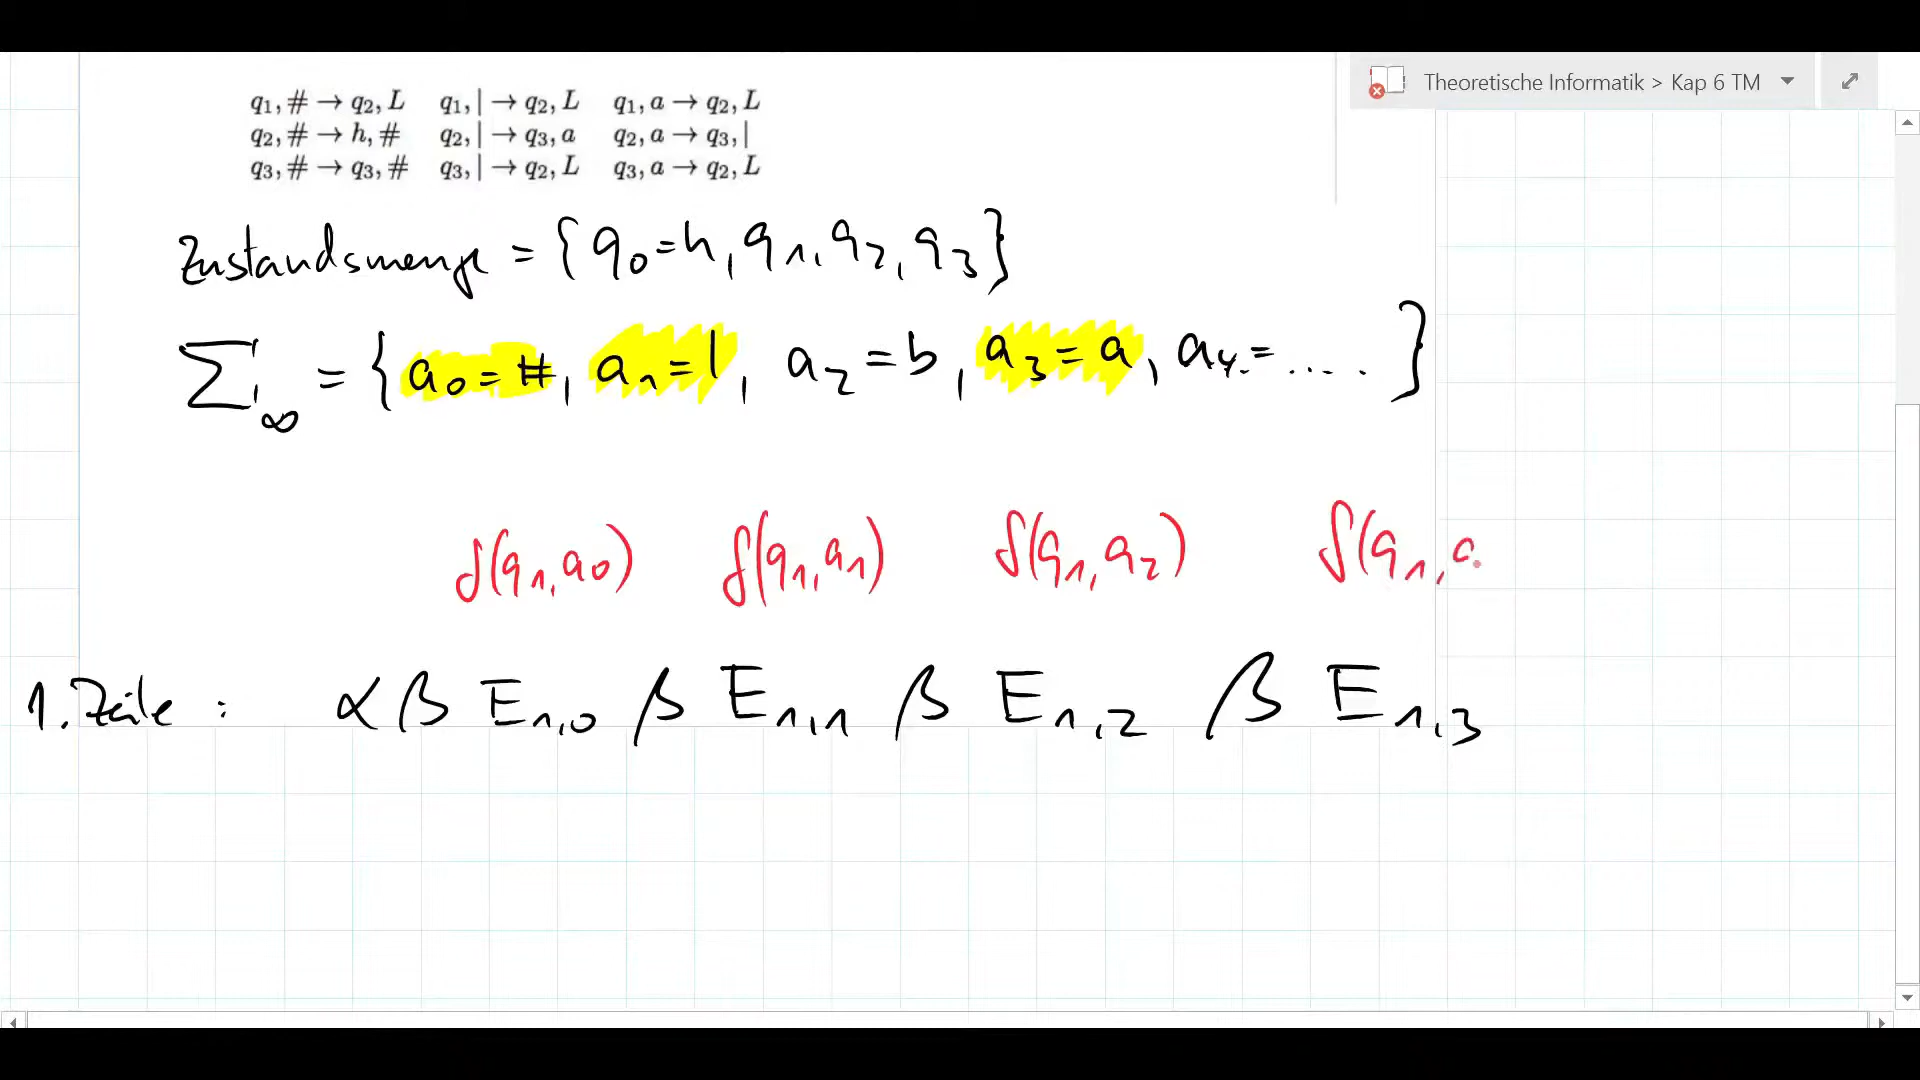 Theoretische Informatik > Kap 6 TM
q₁, # → q₂, L q₁, | → q₂, L q₁, a → q₂, L
q₂, # → h, # q₂, | → q₃, a q₂, a → q₃, |
q₃, # → q₃, # q₃, | → q₂, L q₃, a → q₂, L
Zustandsmenge = {q₀=h, q₁, q₂, q₃}
Σ∞ = {a₀ = #, a₁ = |, a₂ = b, a₃ = a, a₄ = .... }
δ(q₁,a₀) δ(q₁,a₁) δ(q₁,a₂) δ(q₁,a
1. Zeile : α β E₁,₀ β E₁,₁ β E₁,₂ β E₁,₃